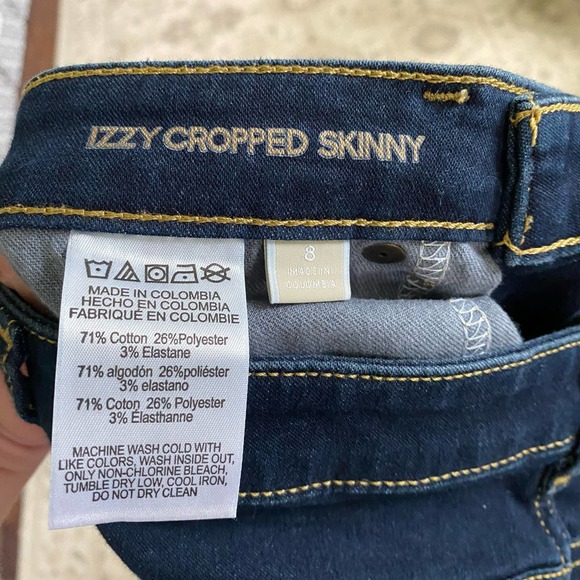 IZZY CROPPED SKINNY
8
MADE IN
COLUMBIA
MADE IN COLOMBIA
HECHO EN COLOMBIA
FABRIQUÉ EN COLOMBIE
71% Cotton 26%Polyester
3% Elastane
71% algodón 26%poliéster
3% elastano
71% Coton 26% Polyester
3% Élasthanne
MACHINE WASH COLD WITH
LIKE COLORS, WASH INSIDE OUT,
ONLY NON-CHLORINE BLEACH,
TUMBLE DRY LOW, COOL IRON,
DO NOT DRY CLEAN